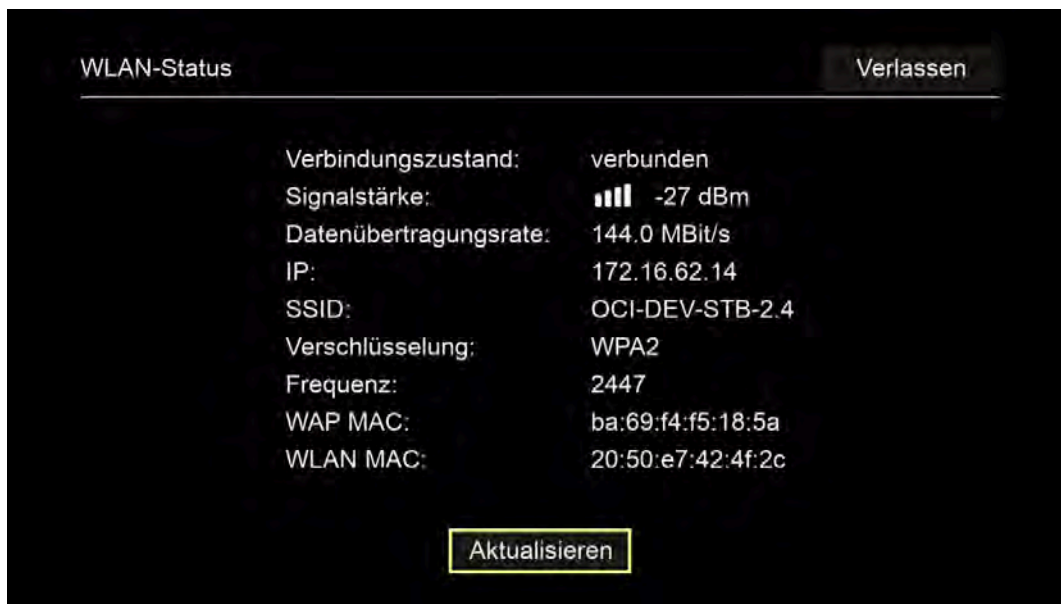 WLAN-Status Verlassen
Verbindungszustand: verbunden
Signalstärke: -27 dBm
Datenübertragungsrate: 144.0 MBit/s
IP: 172.16.62.14
SSID: OCI-DEV-STB-2.4
Verschlüsselung: WPA2
Frequenz: 2447
WAP MAC: ba:69:f4:f5:18:5a
WLAN MAC: 20:50:e7:42:4f:2c
Aktualisieren